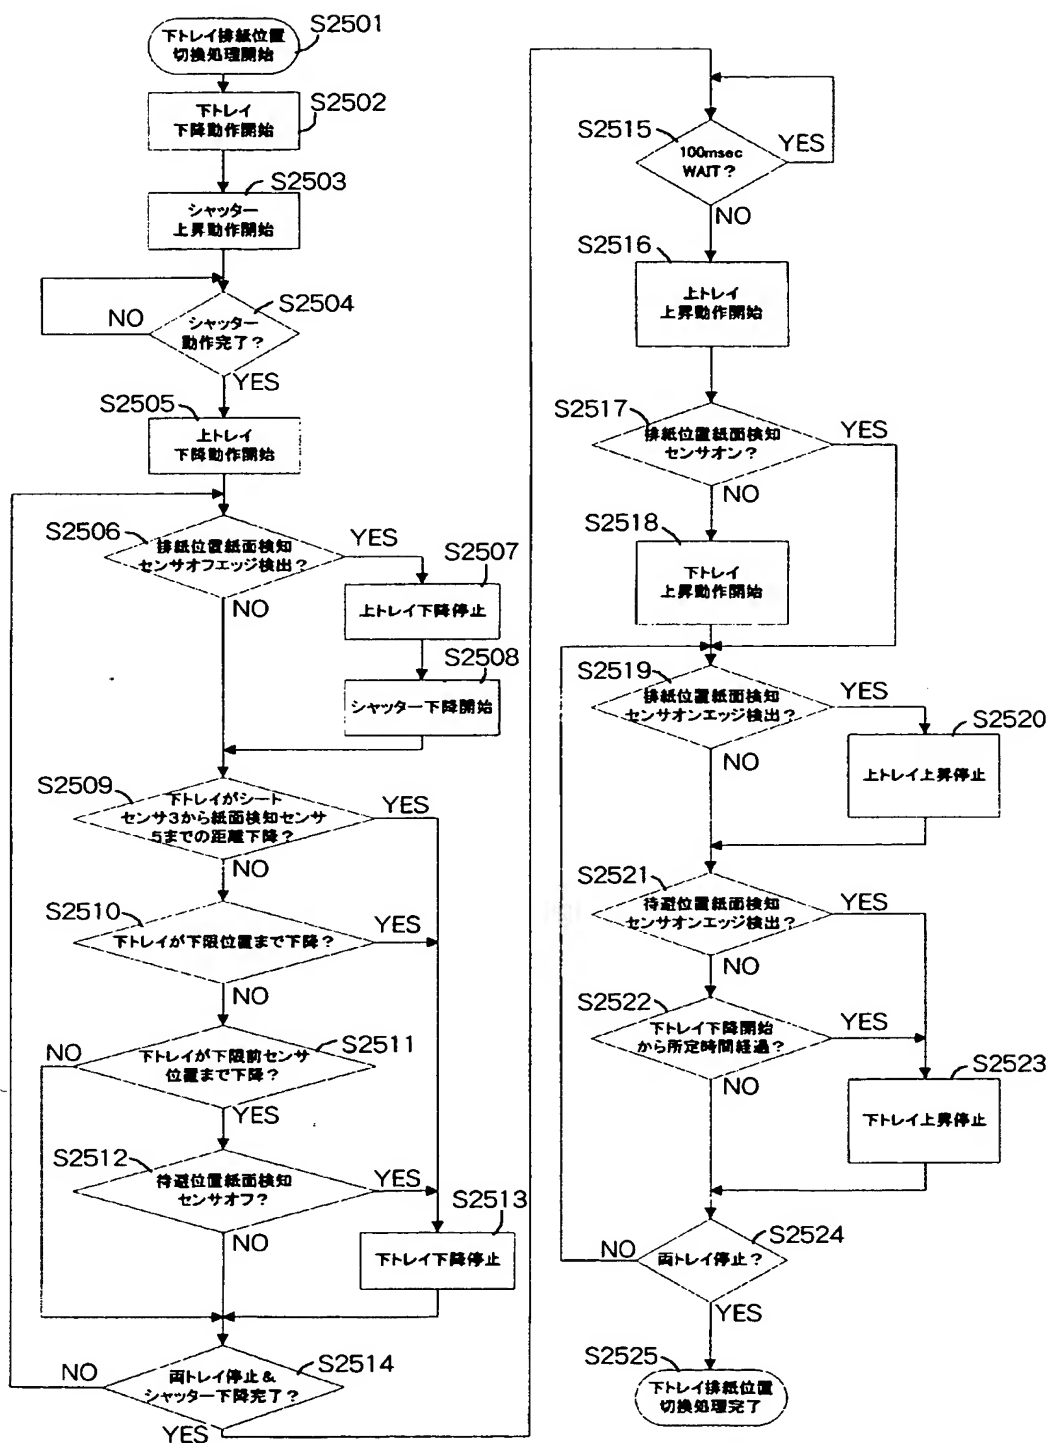 S2501
下トレイ排紙位置
切換処理開始
S2502
下トレイ
下降動作開始
S2503
シャッター
上昇動作開始
S2504
シャッター
動作完了？
NO
YES
S2505
上トレイ
下降動作開始
S2506
排紙位置紙面検知
センサオフエッジ検出？
YES
NO
S2507
上トレイ下降停止
S2508
シャッター下降開始
S2509
下トレイがシート
センサ3から紙面検知センサ
5までの距離下降？
YES
NO
S2510
下トレイが下限位置まで下降？
YES
NO
S2511
下トレイが下限前センサ
位置まで下降？
NO
YES
S2512
待避位置紙面検知
センサオフ？
YES
NO
S2513
下トレイ下降停止
S2514
両トレイ停止&
シャッター下降完了？
NO
YES
S2515
100msec
WAIT？
YES
NO
S2516
上トレイ
上昇動作開始
S2517
排紙位置紙面検知
センサオン？
YES
NO
S2518
下トレイ
上昇動作開始
S2519
排紙位置紙面検知
センサオンエッジ検出？
YES
NO
S2520
上トレイ上昇停止
S2521
待避位置紙面検知
センサオンエッジ検出？
YES
NO
S2522
下トレイ下降開始
から所定時間経過？
YES
NO
S2523
下トレイ上昇停止
S2524
両トレイ停止？
NO
YES
S2525
下トレイ排紙位置
切換処理完了